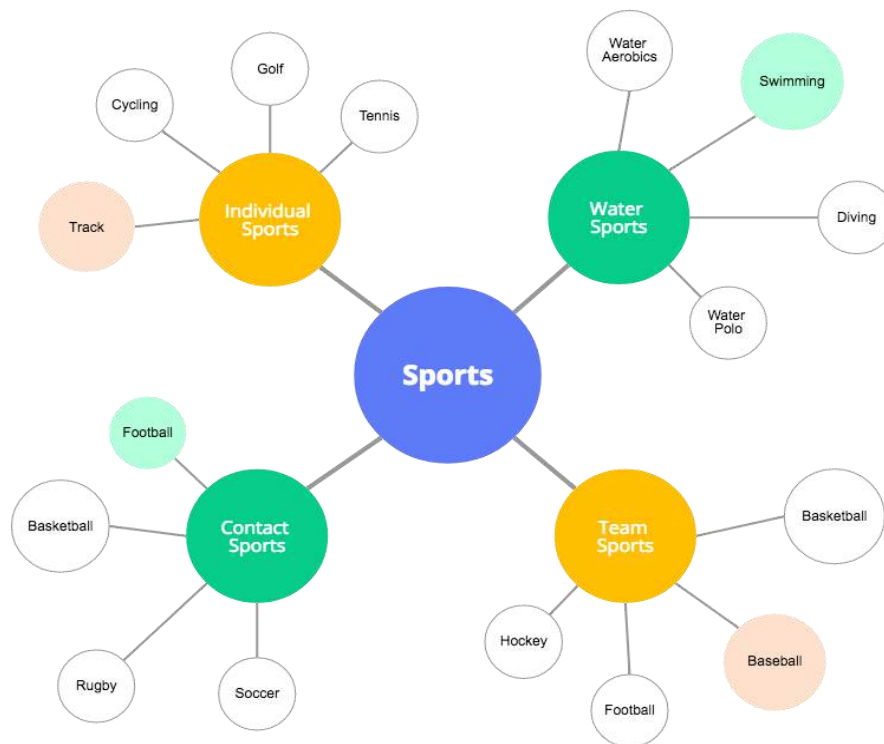 Water
Aerobics
Golf
Swimming
Cycling
Tennis
Individual
Sports
Water
Sports
Track
Diving
Water
Polo
Sports
Football
Basketball
Contact
Sports
Team
Sports
Basketball
Hockey
Rugby
Soccer
Baseball
Football